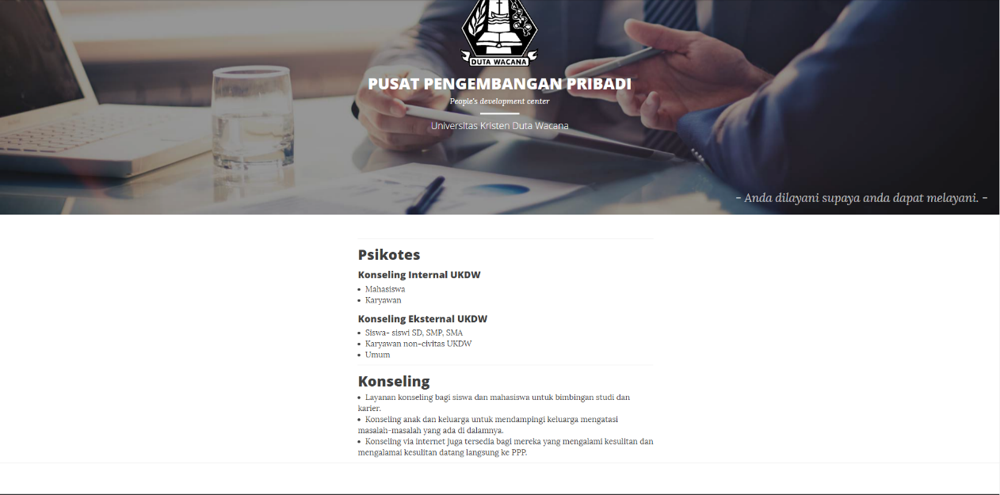 DUTA WACANA
PUSAT PENGEMBANGAN PRIBADI
People's development center
Universitas Kristen Duta Wacana
- Anda dilayani supaya anda dapat melayani. -
Psikotes
Konseling Internal UKDW
• Mahasiswa
• Karyawan
Konseling Eksternal UKDW
• Siswa- siswi SD, SMP, SMA
• Karyawan non-civitas UKDW
• Umum
Konseling
• Layanan konseling bagi siswa dan mahasiswa untuk bimbingan studi dan
karier.
• Konseling anak dan keluarga untuk mendampingi keluarga mengatasi
masalah-masalah yang ada di dalamnya.
• Konseling via internet juga tersedia bagi mereka yang mengalami kesulitan dan
mengalamai kesulitan datang langsung ke PPP.